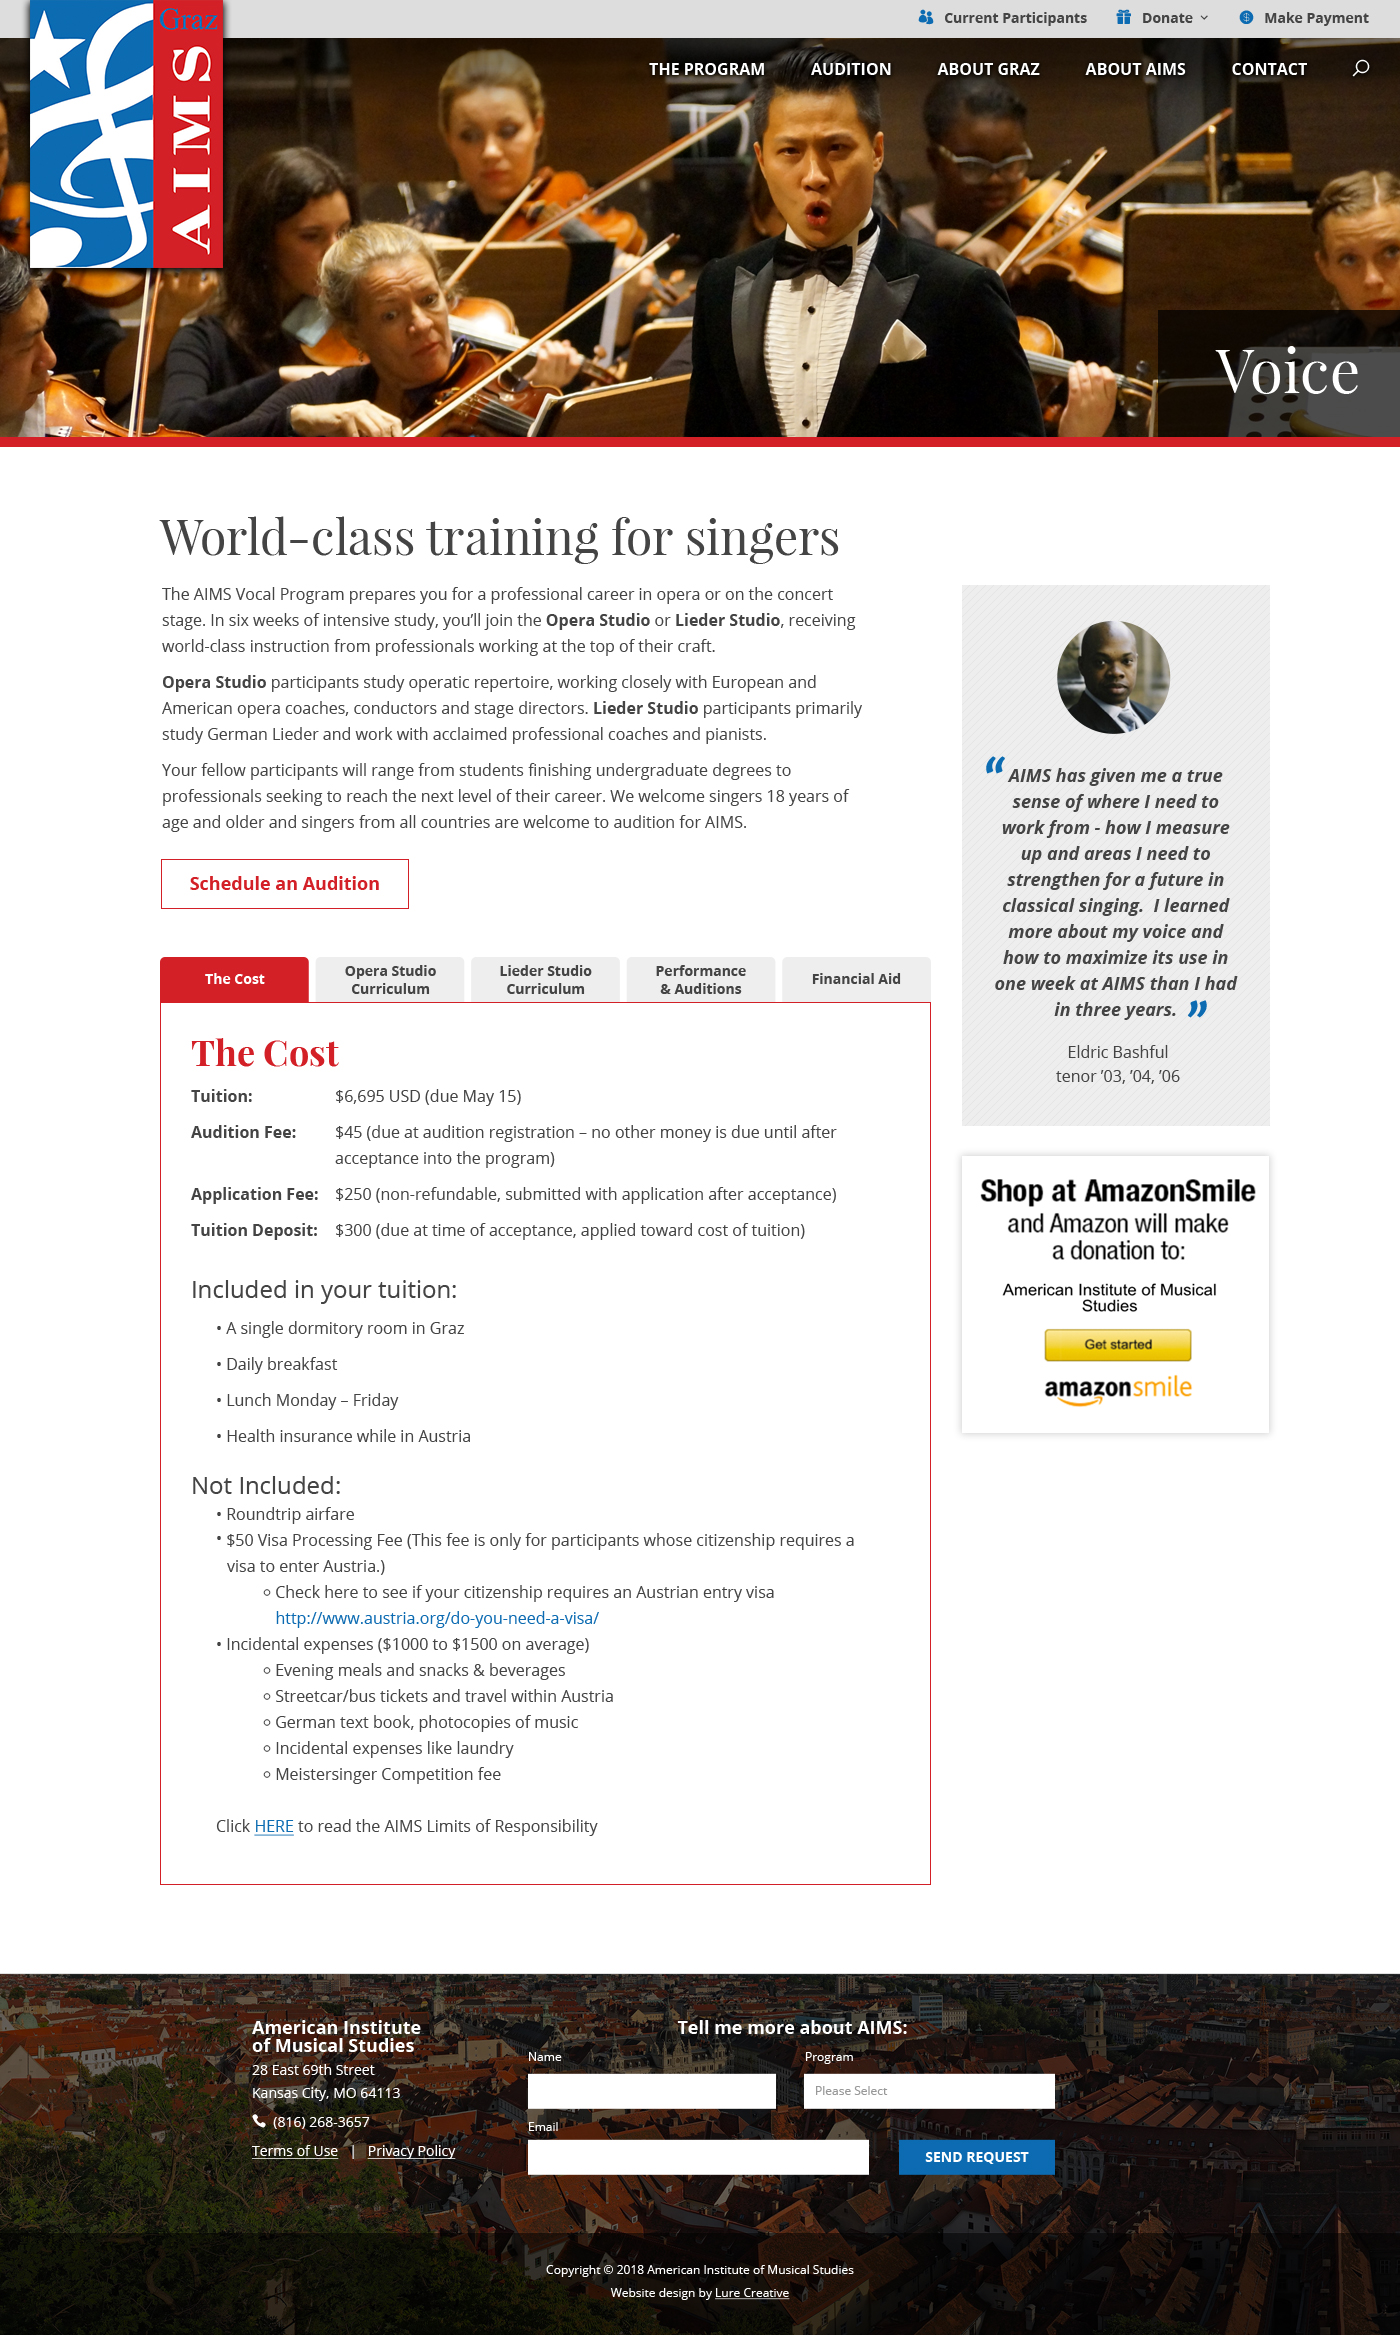 Current Participants
Donate
Make Payment
Graz
AIMS
THE PROGRAM
AUDITION
ABOUT GRAZ
ABOUT AIMS
CONTACT
Voice
World-class training for singers
The AIMS Vocal Program prepares you for a professional career in opera or on the concert
stage. In six weeks of intensive study, you’ll join the Opera Studio or Lieder Studio, receiving
world-class instruction from professionals working at the top of their craft.
Opera Studio participants study operatic repertoire, working closely with European and
American opera coaches, conductors and stage directors. Lieder Studio participants primarily
study German Lieder and work with acclaimed professional coaches and pianists.
Your fellow participants will range from students finishing undergraduate degrees to
professionals seeking to reach the next level of their career. We welcome singers 18 years of
age and older and singers from all countries are welcome to audition for AIMS.
Schedule an Audition
The Cost
Opera Studio
Curriculum
Lieder Studio
Curriculum
Performance
& Auditions
Financial Aid
The Cost
Tuition: $6,695 USD (due May 15)
Audition Fee: $45 (due at audition registration – no other money is due until after
acceptance into the program)
Application Fee: $250 (non-refundable, submitted with application after acceptance)
Tuition Deposit: $300 (due at time of acceptance, applied toward cost of tuition)
Included in your tuition:
• A single dormitory room in Graz
• Daily breakfast
• Lunch Monday – Friday
• Health insurance while in Austria
Not Included:
• Roundtrip airfare
• $50 Visa Processing Fee (This fee is only for participants whose citizenship requires a
visa to enter Austria.)
○ Check here to see if your citizenship requires an Austrian entry visa
http://www.austria.org/do-you-need-a-visa/
• Incidental expenses ($1000 to $1500 on average)
○ Evening meals and snacks & beverages
○ Streetcar/bus tickets and travel within Austria
○ German text book, photocopies of music
○ Incidental expenses like laundry
○ Meistersinger Competition fee
Click HERE to read the AIMS Limits of Responsibility
“AIMS has given me a true
sense of where I need to
work from - how I measure
up and areas I need to
strengthen for a future in
classical singing.  I learned
more about my voice and
how to maximize its use in
one week at AIMS than I had
in three years. ”
Eldric Bashful
tenor ’03, ’04, ’06
Shop at AmazonSmile
and Amazon will make
a donation to:
American Institute of Musical
Studies
Get started
amazonsmile
American Institute
of Musical Studies
28 East 69th Street
Kansas City, MO 64113
(816) 268-3657
Terms of Use | Privacy Policy
Tell me more about AIMS:
Name
Program
Please Select
Email
SEND REQUEST
Copyright © 2018 American Institute of Musical Studies
Website design by Lure Creative